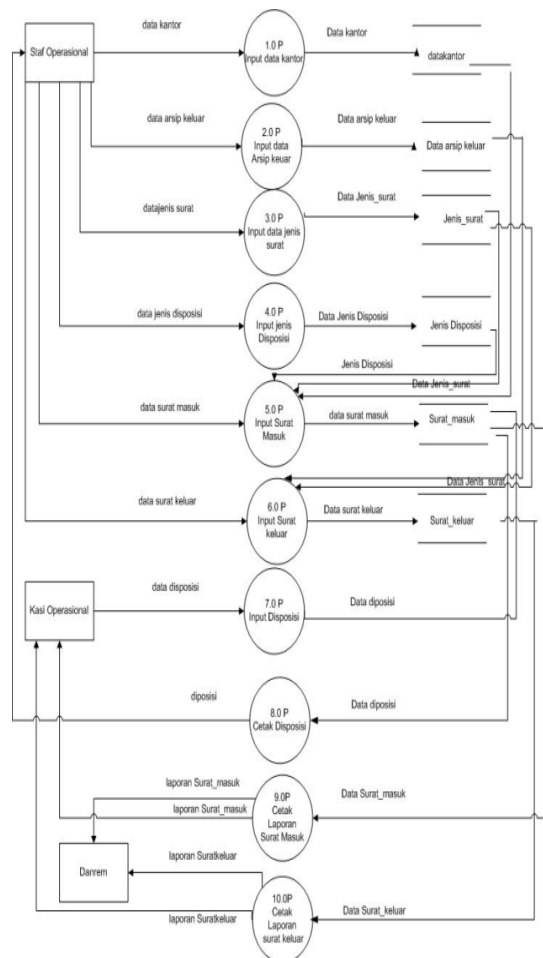 data kantor
Data kantor
Staf Operasional
1.0 P
Input data kantor
datakantor
data arsip keluar
Data arsip keluar
2.0 P
Input data
Arsip keuar
Data arsip keluar
datajenis surat
Data Jenis_surat
3.0 P
Input data jenis
surat
Jenis_surat
data jenis disposisi
Data Jenis Disposisi
4.0 P
Input jenis
Disposisi
Jenis Disposisi
Jenis Disposisi
Data Jenis_surat
data surat masuk
data surat masuk
5.0 P
Input Surat
Masuk
Surat_masuk
Data Jenis_surat
data surat keluar
Data surat keluar
6.0 P
Input Surat
keluar
Surat_keluar
data disposisi
Data diposisi
Kasi Operasional
7.0 P
Input Disposisi
diposisi
Data diposisi
8.0 P
Cetak Disposisi
laporan Surat_masuk
laporan Surat_masuk
Data Surat_masuk
9.0P
Cetak
Laporan
Surat Masuk
Danrem
laporan Suratkeluar
laporan Suratkeluar
Data Surat_keluar
10.0P
Cetak
Laporan
surat keluar